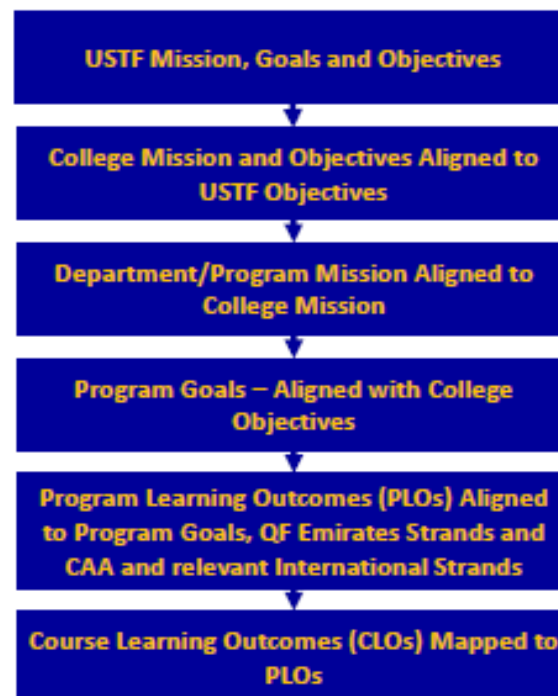 USTF Mission, Goals and Objectives
College Mission and Objectives Aligned to
USTF Objectives
Department/Program Mission Aligned to
College Mission
Program Goals – Aligned with College
Objectives
Program Learning Outcomes (PLOs) Aligned
to Program Goals, QF Emirates Strands and
CAA and relevant International Strands
Course Learning Outcomes (CLOs) Mapped to
PLOs